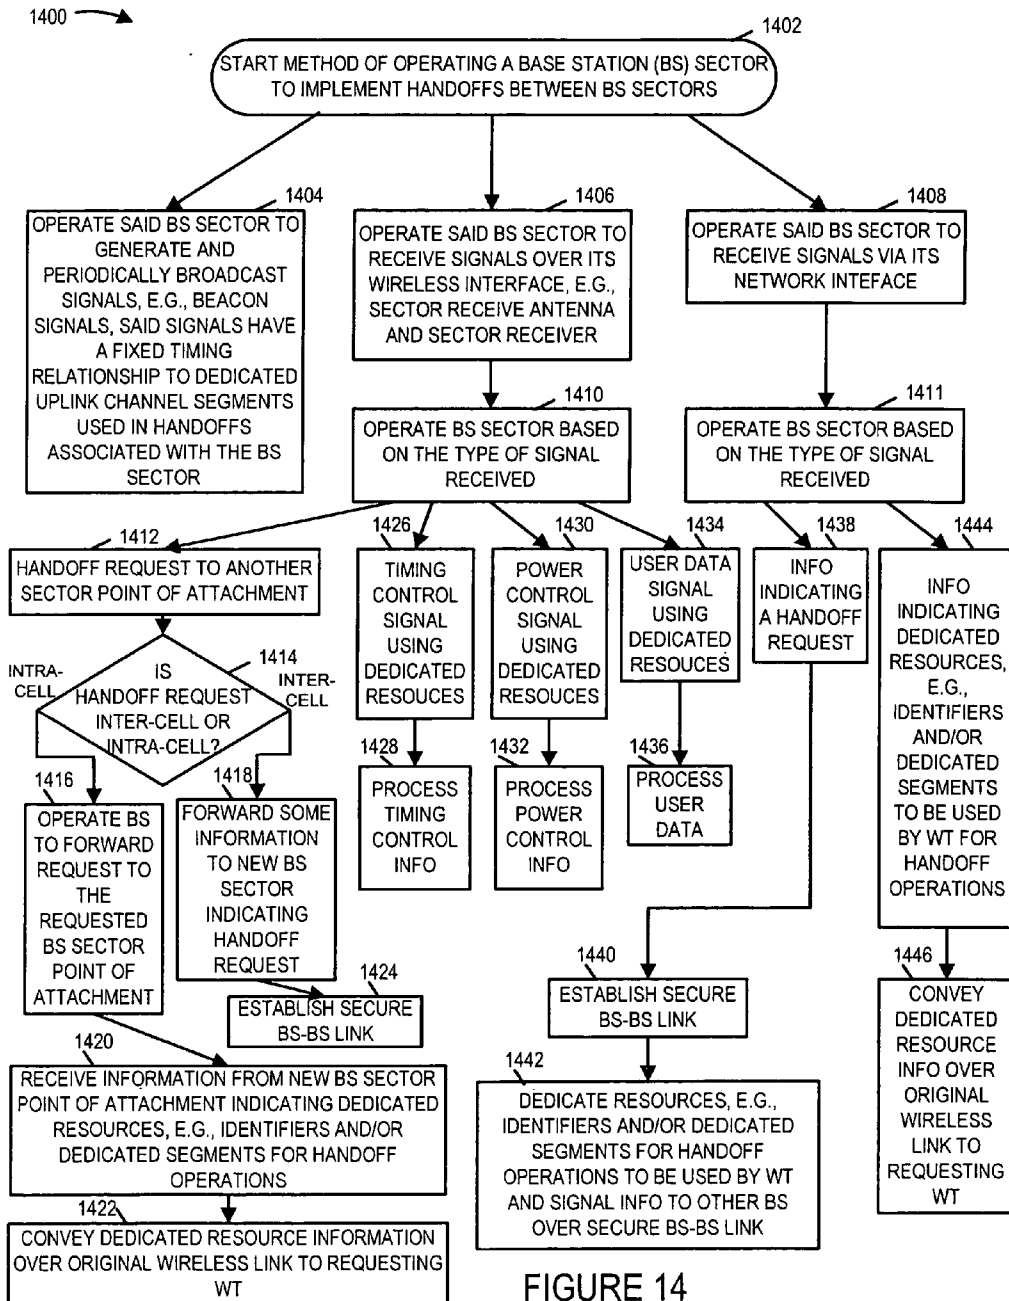 1400
1402
START METHOD OF OPERATING A BASE STATION (BS) SECTOR
TO IMPLEMENT HANDOFFS BETWEEN BS SECTORS
1404
OPERATE SAID BS SECTOR TO
GENERATE AND
PERIODICALLY BROADCAST
SIGNALS, E.G., BEACON
SIGNALS, SAID SIGNALS HAVE
A FIXED TIMING
RELATIONSHIP TO DEDICATED
UPLINK CHANNEL SEGMENTS
USED IN HANDOFFS
ASSOCIATED WITH THE BS
SECTOR
1406
OPERATE SAID BS SECTOR TO
RECEIVE SIGNALS OVER ITS
WIRELESS INTERFACE, E.G.,
SECTOR RECEIVE ANTENNA
AND SECTOR RECEIVER
1408
OPERATE SAID BS SECTOR TO
RECEIVE SIGNALS VIA ITS
NETWORK INTEFACE
1410
OPERATE BS SECTOR BASED
ON THE TYPE OF SIGNAL
RECEIVED
1411
OPERATE BS SECTOR BASED
ON THE TYPE OF SIGNAL
RECEIVED
1412
HANDOFF REQUEST TO ANOTHER
SECTOR POINT OF ATTACHMENT
1426
TIMING
CONTROL
SIGNAL
USING
DEDICATED
RESOUCES
1430
POWER
CONTROL
SIGNAL
USING
DEDICATED
RESOUCES
1434
USER DATA
SIGNAL
USING
DEDICATED
RESOUCES
1438
INFO
INDICATING
A HANDOFF
REQUEST
1444
INFO
INDICATING
DEDICATED
RESOURCES,
E.G.,
IDENTIFIERS
AND/OR
DEDICATED
SEGMENTS
TO BE USED
BY WT FOR
HANDOFF
OPERATIONS
1414
INTRA-
CELL
IS
HANDOFF REQUEST
INTER-CELL OR
INTRA-CELL?
INTER-
CELL
1416
OPERATE BS
TO FORWARD
REQUEST TO
THE
REQUESTED
BS SECTOR
POINT OF
ATTACHMENT
1418
FORWARD SOME
INFORMATION
TO NEW BS
SECTOR
INDICATING
HANDOFF
REQUEST
1428
PROCESS
TIMING
CONTROL
INFO
1432
PROCESS
POWER
CONTROL
INFO
1436
PROCESS
USER
DATA
1424
ESTABLISH SECURE
BS-BS LINK
1440
ESTABLISH SECURE
BS-BS LINK
1446
CONVEY
DEDICATED
RESOURCE
INFO OVER
ORIGINAL
WIRELESS
LINK TO
REQUESTING
WT
1420
RECEIVE INFORMATION FROM NEW BS SECTOR
POINT OF ATTACHMENT INDICATING DEDICATED
RESOURCES, E.G., IDENTIFIERS AND/OR
DEDICATED SEGMENTS FOR HANDOFF
OPERATIONS
1442
DEDICATE RESOURCES, E.G.,
IDENTIFIERS AND/OR DEDICATED
SEGMENTS FOR HANDOFF
OPERATIONS TO BE USED BY WT
AND SIGNAL INFO TO OTHER BS
OVER SECURE BS-BS LINK
1422
CONVEY DEDICATED RESOURCE INFORMATION
OVER ORIGINAL WIRELESS LINK TO REQUESTING
WT
FIGURE 14